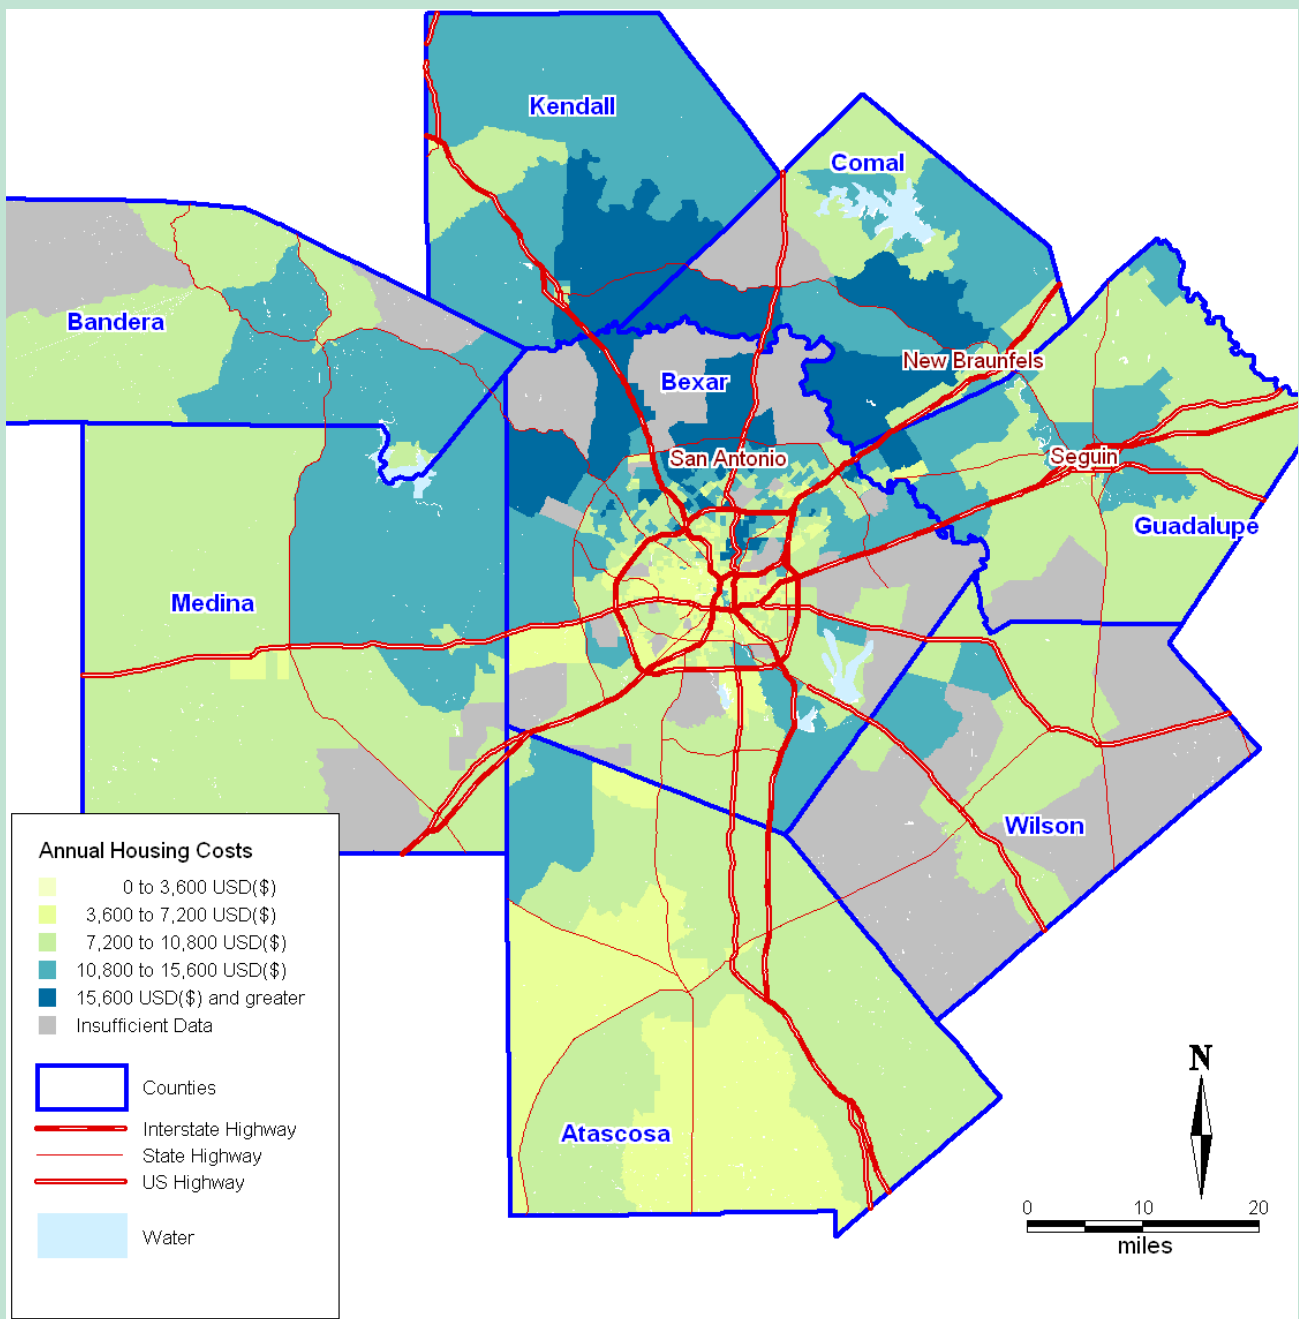 Kendall
Comal
Bandera
Bexar
New Braunfels
San Antonio
Seguin
Guadalupe
Medina
Wilson
Atascosa
Annual Housing Costs
0 to 3,600 USD($)
3,600 to 7,200 USD($)
7,200 to 10,800 USD($)
10,800 to 15,600 USD($)
15,600 USD($) and greater
Insufficient Data
Counties
Interstate Highway
State Highway
US Highway
Water
N
0 10 20
miles